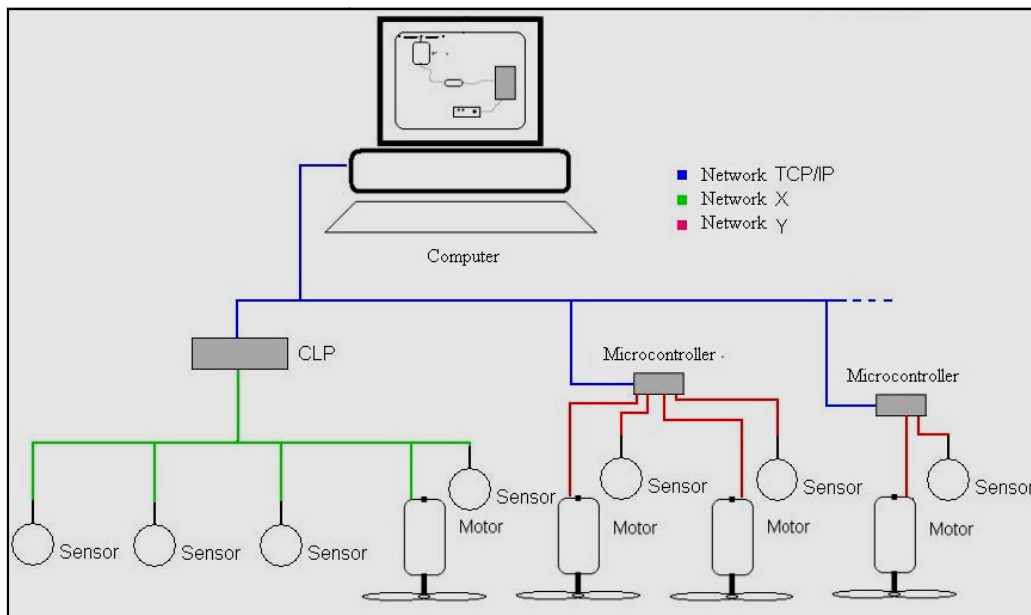 Network TCP/IP
Network X
Network Y
Computer
CLP
Microcontroller
Microcontroller
Sensor
Sensor
Sensor
Sensor
Motor
Motor
Sensor
Motor
Sensor
Motor
Sensor